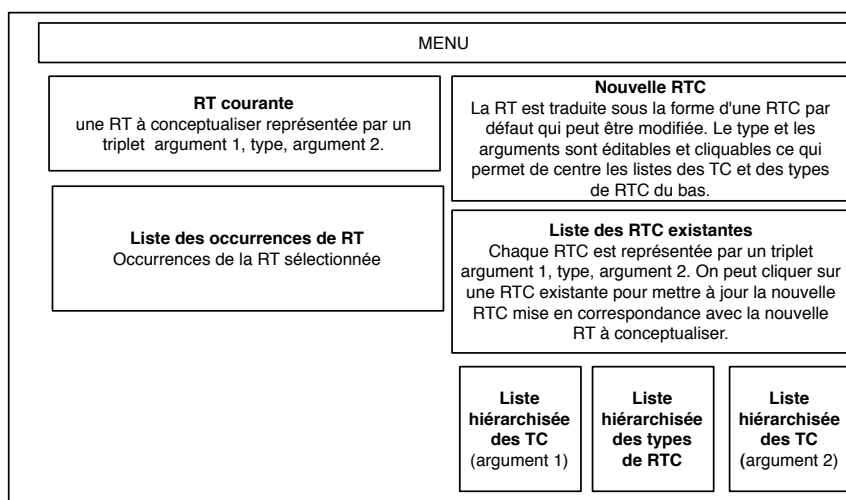 MENU
RT courante
une RT à conceptualiser représentée par un
triplet argument 1, type, argument 2.
Liste des occurrences de RT
Occurrences de la RT sélectionnée
Nouvelle RTC
La RT est traduite sous la forme d'une RTC par
défaut qui peut être modifiée. Le type et les
arguments sont éditables et cliquables ce qui
permet de centre les listes des TC et des types
de RTC du bas.
Liste des RTC existantes
Chaque RTC est représentée par un triplet
argument 1, type, argument 2. On peut cliquer sur
une RTC existante pour mettre à jour la nouvelle
RTC mise en correspondance avec la nouvelle
RT à conceptualiser.
Liste
hiérarchisée
des TC
(argument 1)
Liste
hiérarchisée
des types
de RTC
Liste
hiérarchisée
des TC
(argument 2)